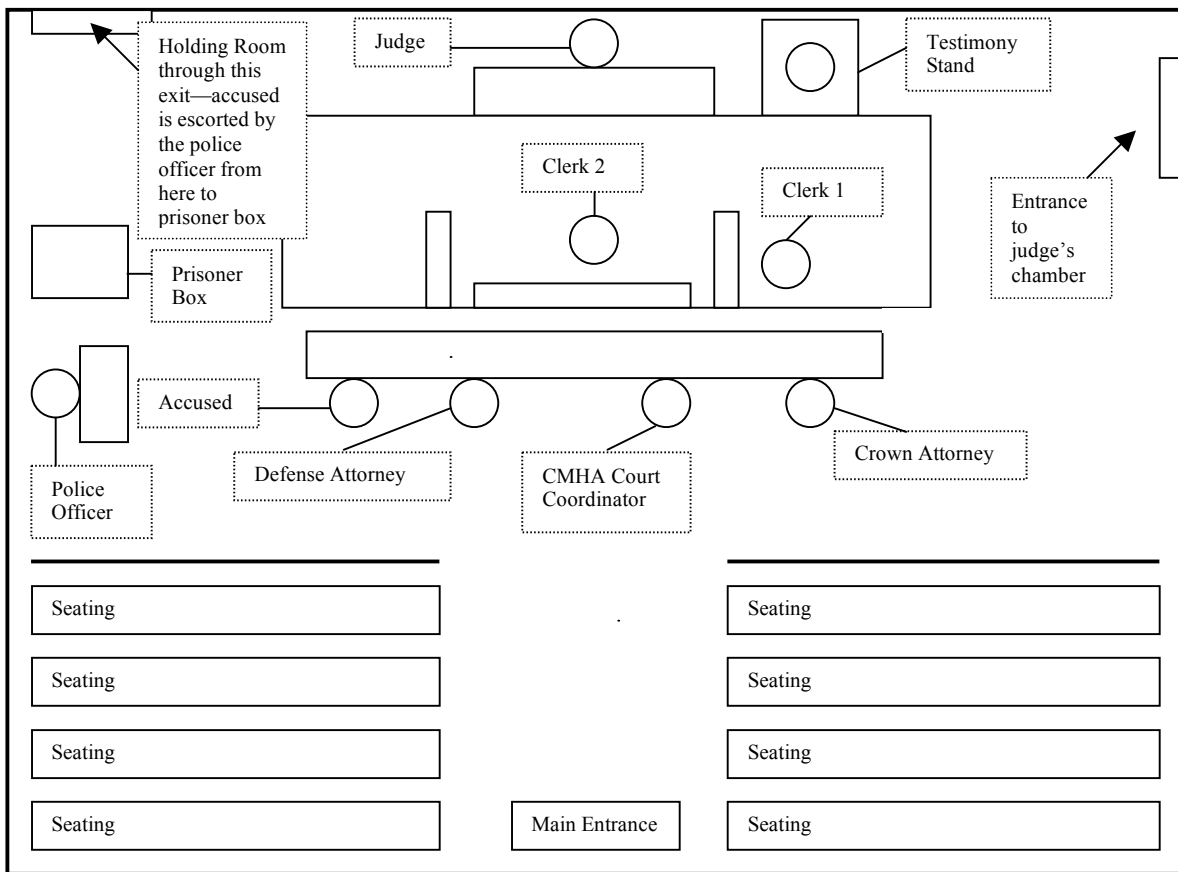 Holding Room
through this
exit—accused
is escorted by
the police
officer from
here to
prisoner box
Judge
Testimony
Stand
Clerk 2
Clerk 1
Entrance
to
judge's
chamber
Prisoner
Box
Accused
Defense Attorney
CMHA Court
Coordinator
Crown Attorney
Police
Officer
Seating
Seating
Seating
Seating
Seating
Seating
Seating
Main Entrance
Seating